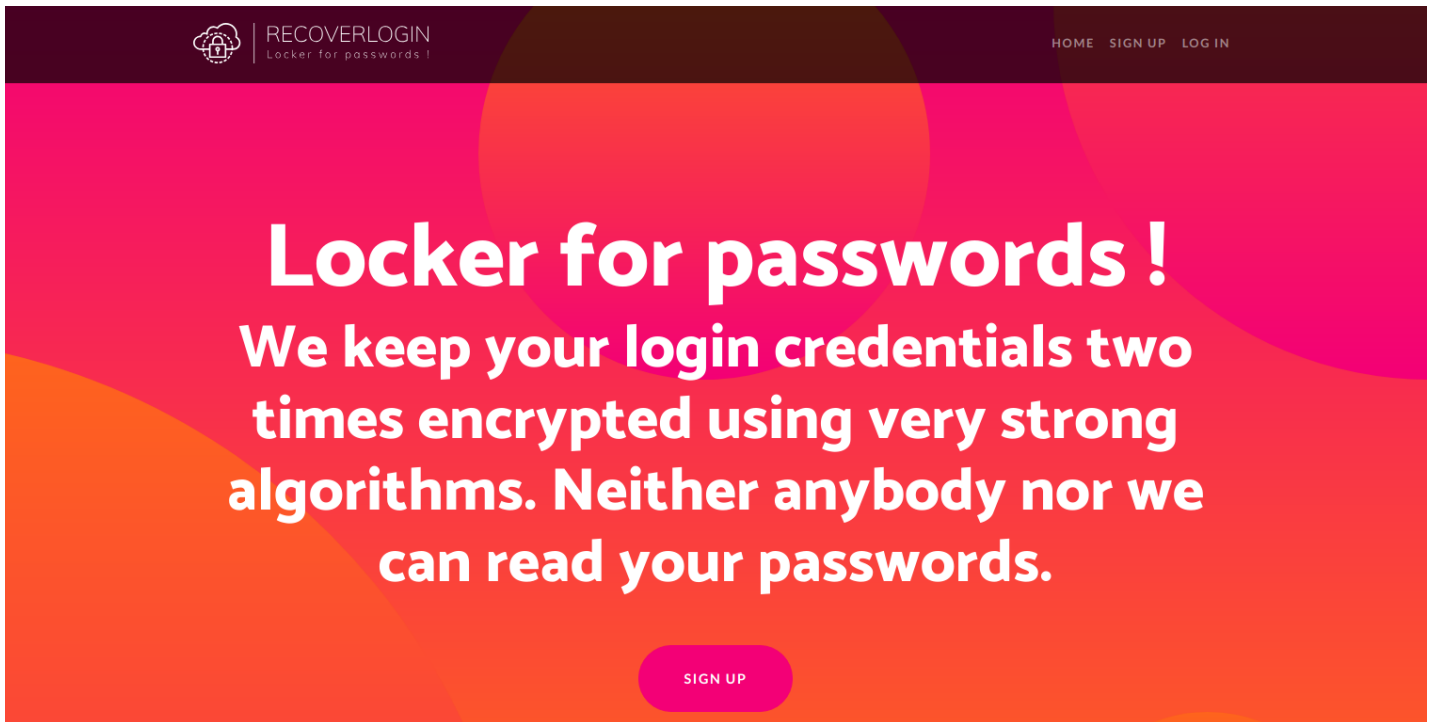 RECOVERLOGIN
Locker for passwords !
HOME SIGN UP LOG IN
Locker for passwords !
We keep your login credentials two
times encrypted using very strong
algorithms. Neither anybody nor we
can read your passwords.
SIGN UP